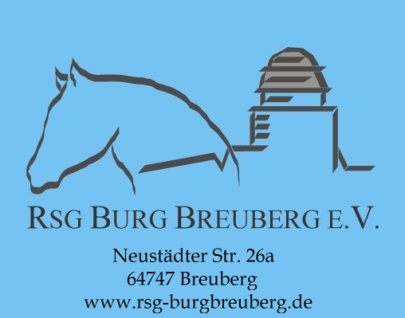 RSG BURG BREUBERG E.V.
Neustädter Str. 26a
64747 Breuberg
www.rsg-burgbreuberg.de